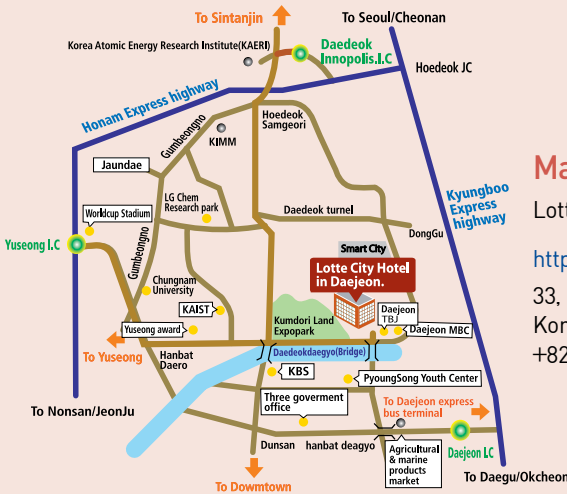 To Sintanjin
To Seoul/Cheonan
Korea Atomic Energy Research Institute(KAERI)
Daedeok
Innopolis.I.C
Hoedeok JC
Honam Express highway
Hoedeok
Samgeori
Gumbeongno
KIMM
Jaundae
LG Chem
Research park
Worldcup Stadium
Daedeok turnel
Kyungboo
Express
highway
DongGu
Yuseong I.C
Gumbeongno
Smart City
Lotte City Hotel
in Daejeon.
Chungnam
University
KAIST
Kumdori Land
Expopark
Daejeon
TBJ
Daejeon MBC
Yuseong award
To Yuseong
Hanbat
Daero
Daedeokdaegyo(Bridge)
KBS
PyoungSong Youth Center
To Nonsan/JeonJu
Three goverment
office
To Daejeon express
bus terminal
Dunsan
hanbat deagyo
Agricultural
& marine
products
market
Daejeon I.C
To Dowmtown
To Daegu/Okcheon
Ma
Lott
http
33,
Kor
+82